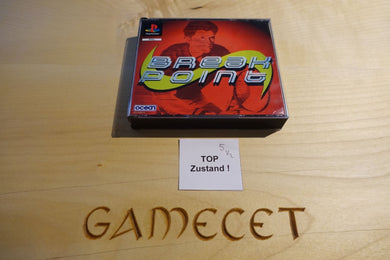 BREAK
POINT
ocean
TOP
Zustand !
GAMECET